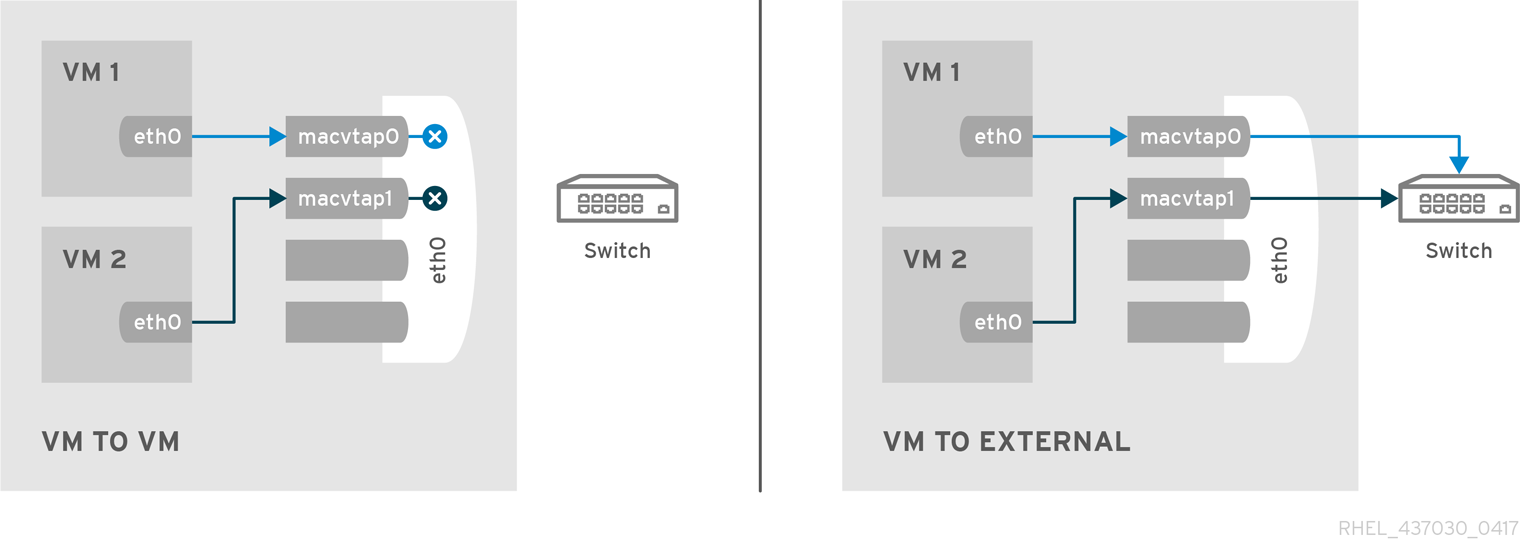 VM 1
eth0
macvtap0
macvtap1
VM 2
eth0
eth0
Switch
VM TO VM
VM 1
eth0
macvtap0
macvtap1
VM 2
eth0
eth0
Switch
VM TO EXTERNAL
RHEL_437030_0417